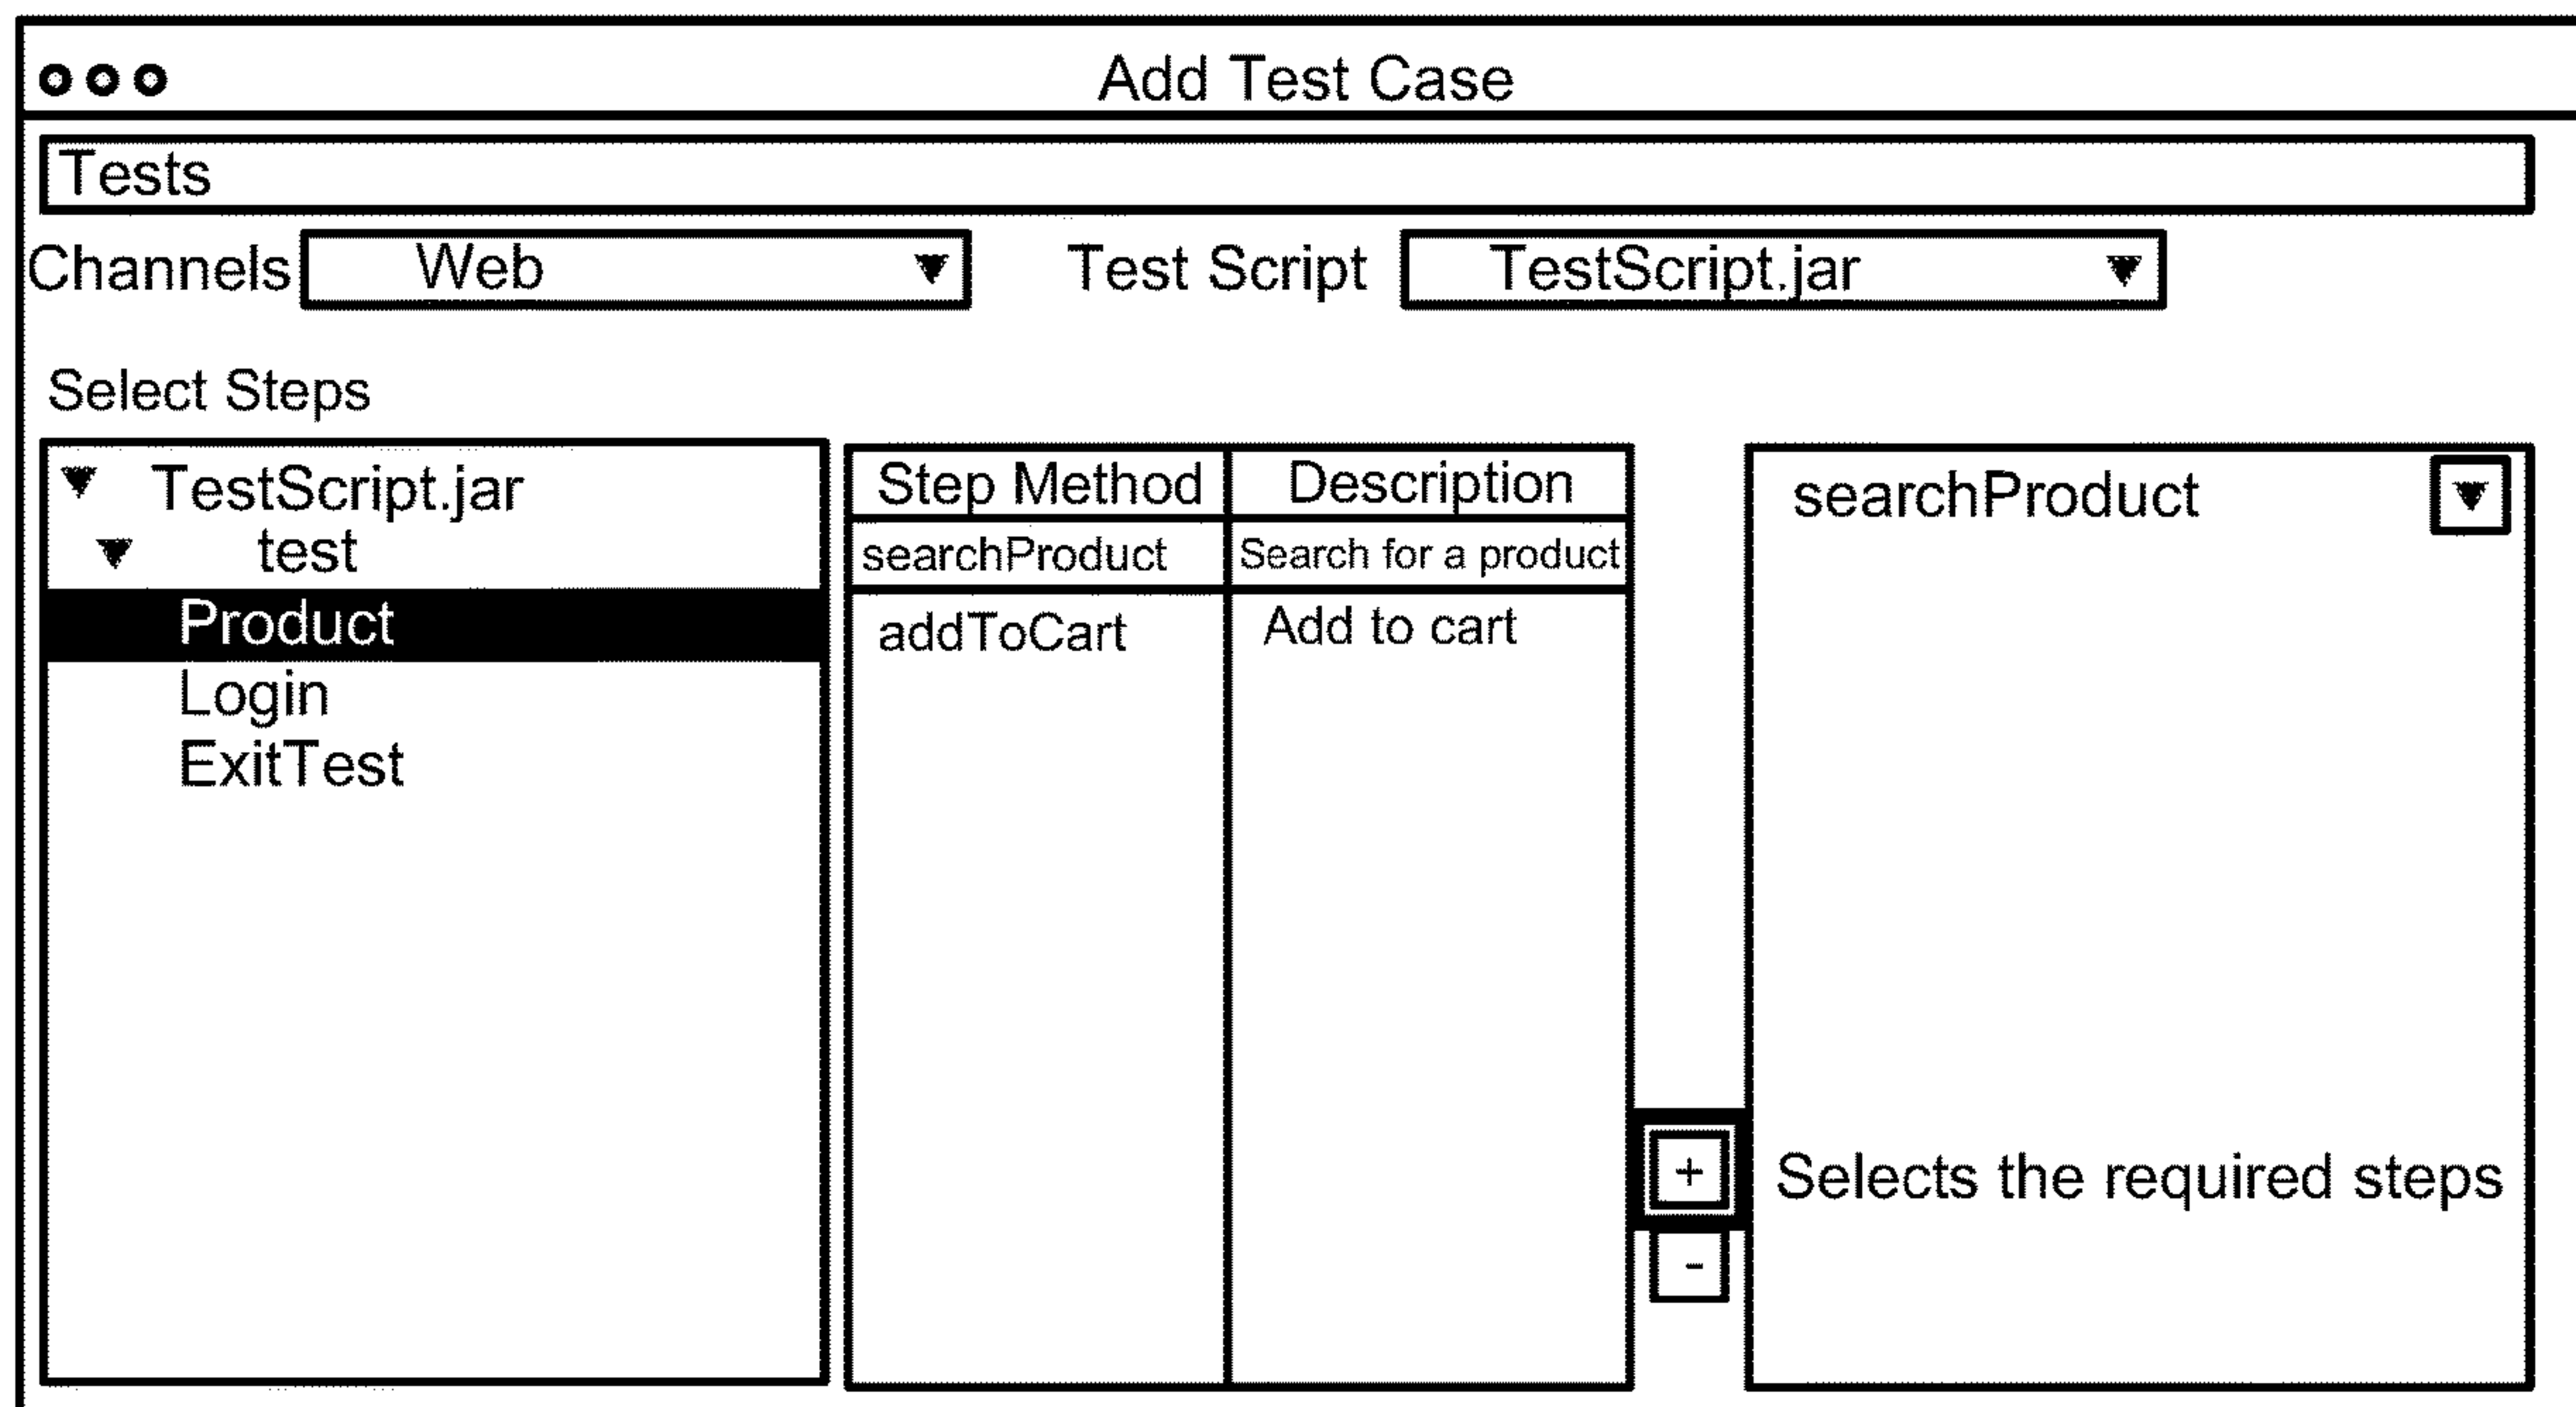 Add Test Case
Tests
Channels Web Test Script TestScript.jar
Select Steps
TestScript.jar
test
Product
Login
ExitTest
Step Method Description
searchProduct Search for a product
addToCart Add to cart
+
-
searchProduct
Selects the required steps